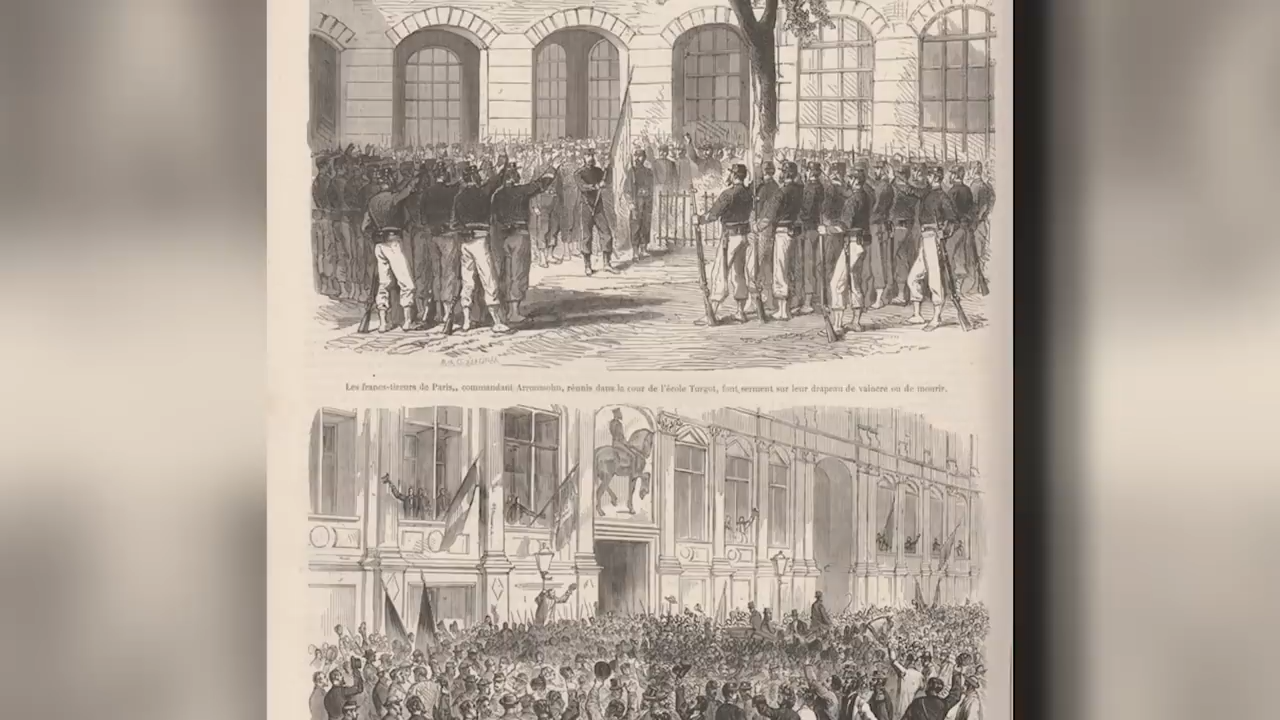 Les francs-tireurs de Paris,, commandant Arronssohn, réunis dans la cour de l'école Turgot, font serment sur leur drapeau de vaincre ou de mourir.